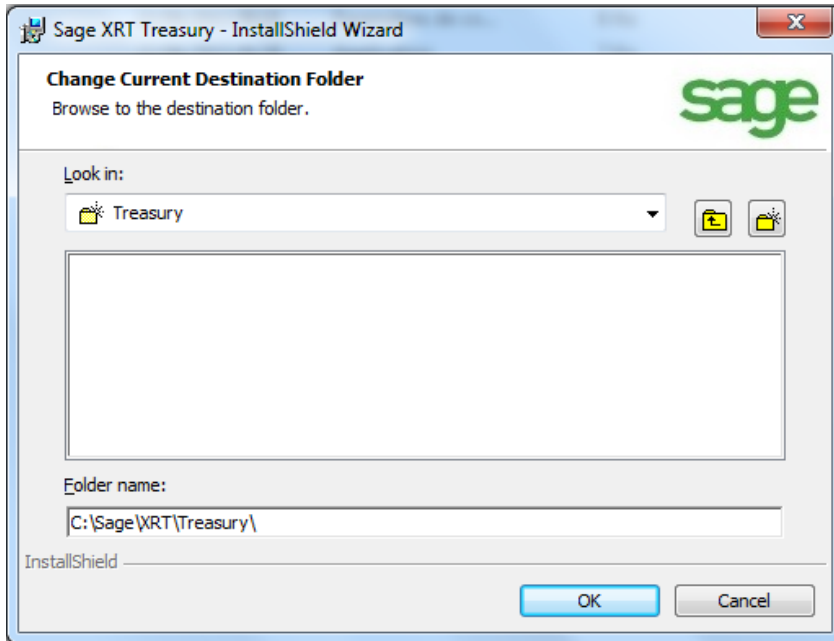 Sage XRT Treasury - InstallShield Wizard
Change Current Destination Folder
Browse to the destination folder.
sage
Look in:
Treasury
Folder name:
C:\Sage\XRT\Treasury\
InstallShield
OK
Cancel